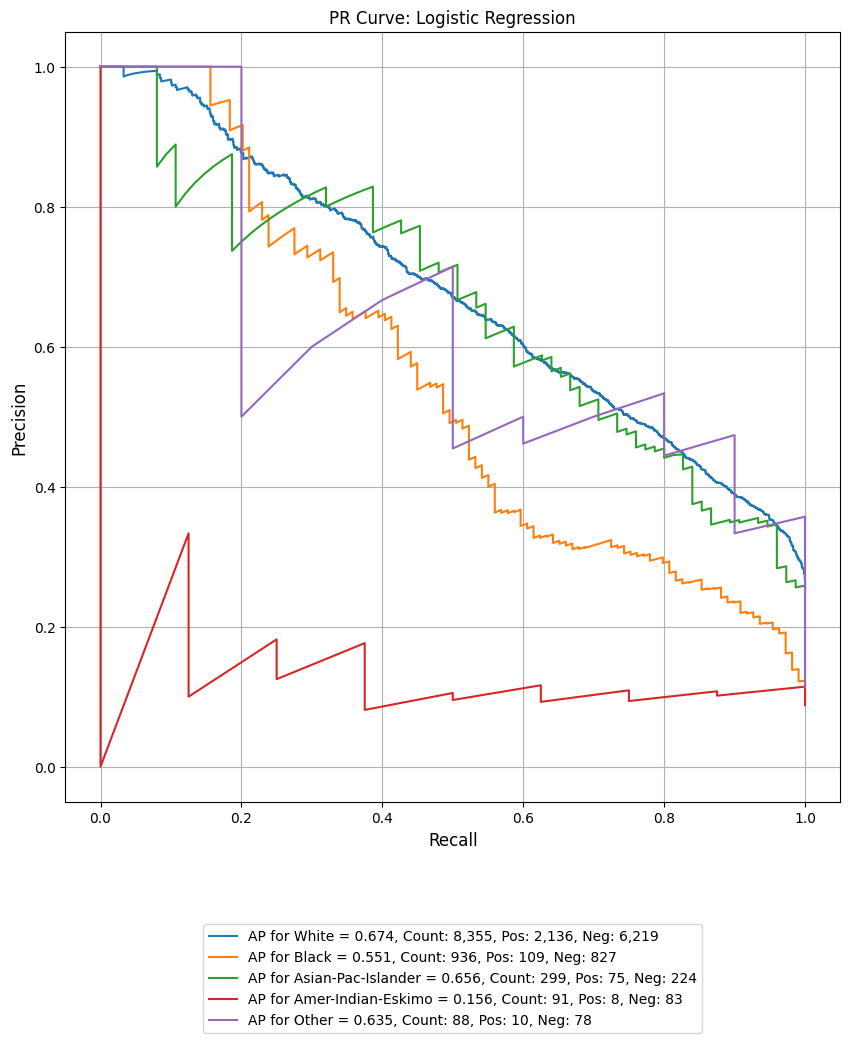 PR Curve: Logistic Regression
1.0
0.8
0.6
0.4
0.2
0.0
Precision
0.0 0.2 0.4 0.6 0.8 1.0
Recall
AP for White = 0.674, Count: 8,355, Pos: 2,136, Neg: 6,219
AP for Black = 0.551, Count: 936, Pos: 109, Neg: 827
AP for Asian-Pac-Islander = 0.656, Count: 299, Pos: 75, Neg: 224
AP for Amer-Indian-Eskimo = 0.156, Count: 91, Pos: 8, Neg: 83
AP for Other = 0.635, Count: 88, Pos: 10, Neg: 78